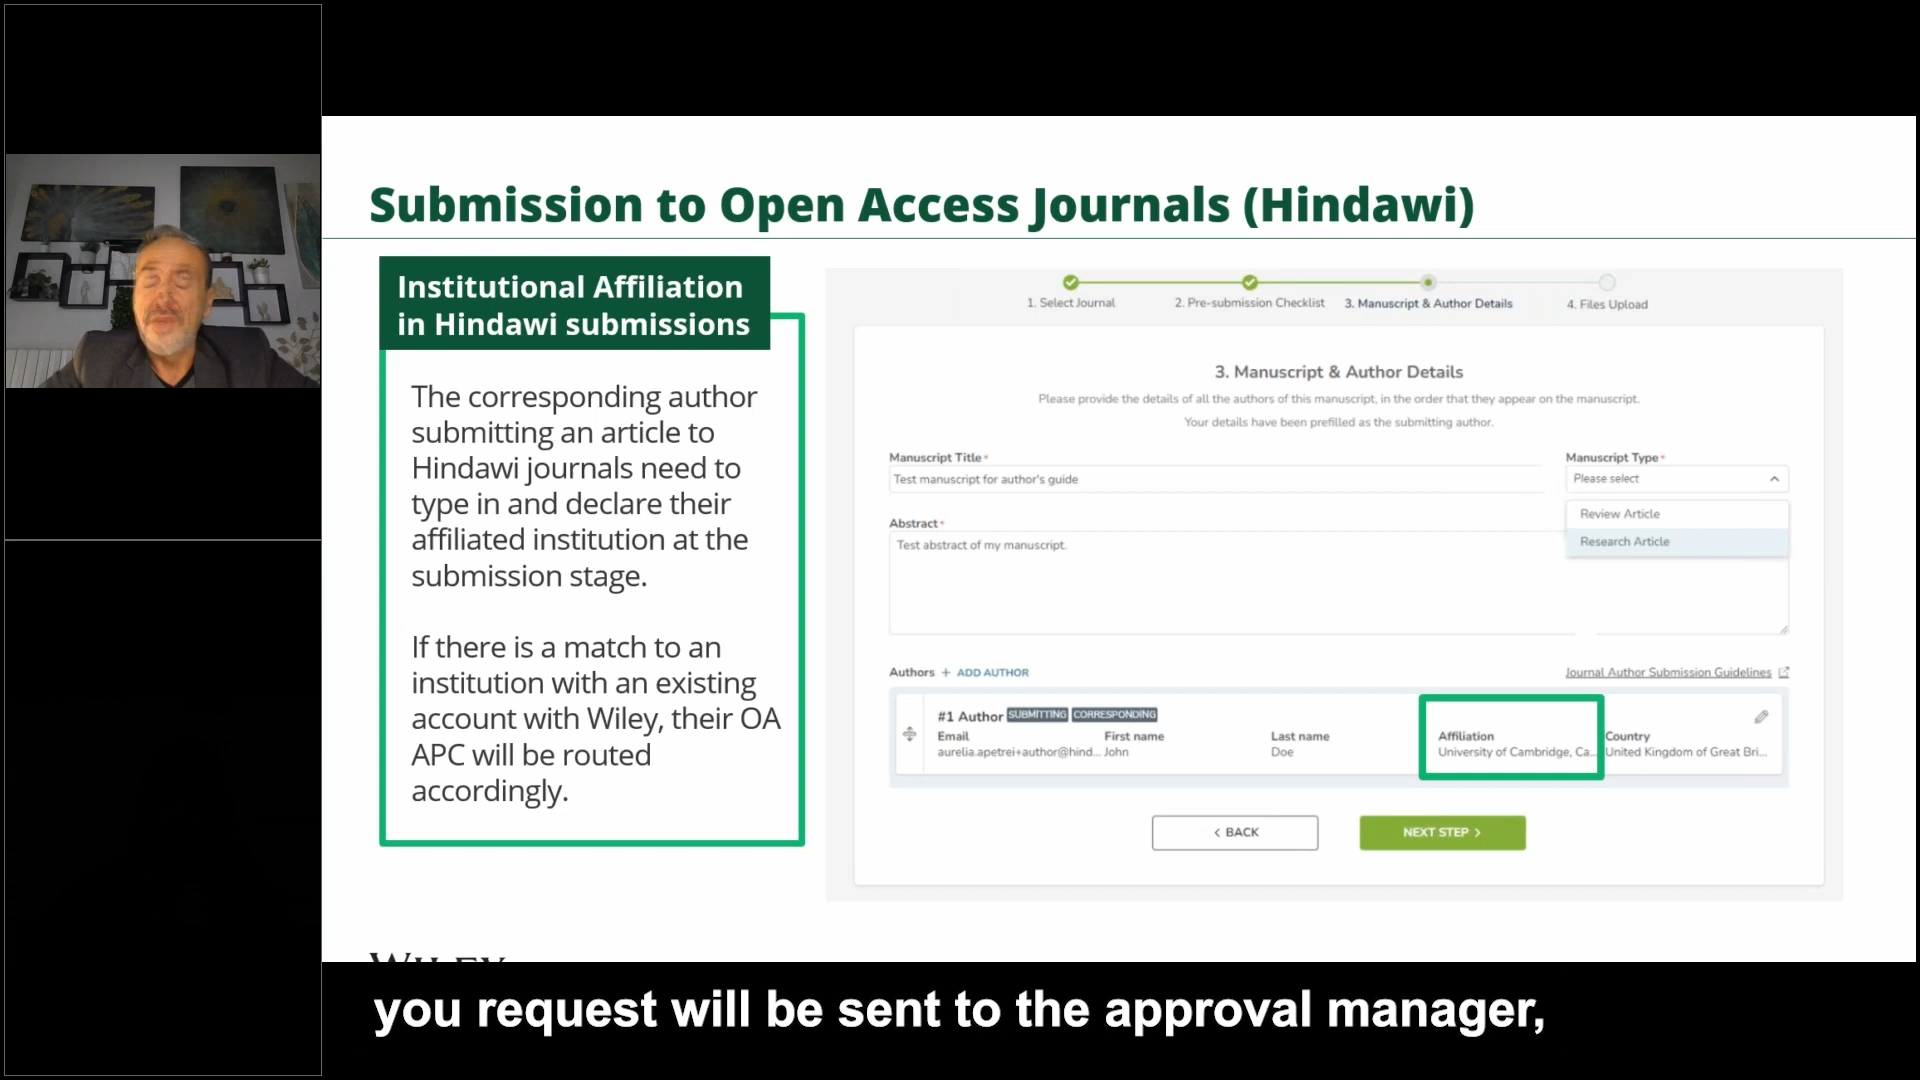 Submission to Open Access Journals (Hindawi)
Institutional Affiliation
in Hindawi submissions
The corresponding author
submitting an article to
Hindawi journals need to
type in and declare their
affiliated institution at the
submission stage.
If there is a match to an
institution with an existing
account with Wiley, their OA
APC will be routed
accordingly.
1. Select Journal
2. Pre-submission Checklist
3. Manuscript & Author Details
4. Files Upload
3. Manuscript & Author Details
Please provide the details of all the authors of this manuscript, in the order that they appear on the manuscript.
Your details have been prefilled as the submitting author.
Manuscript Title*
Test manuscript for author's guide
Manuscript Type*
Please select
Review Article
Research Article
Abstract*
Test abstract of my manuscript.
Authors + ADD AUTHOR
Journal Author Submission Guidelines
#1 Author SUBMITTING CORRESPONDING
Email First name Last name Affiliation Country
aurelia.apetrei+author@hind... John Doe University of Cambridge, Ca... United Kingdom of Great Bri...
< BACK
NEXT STEP >
WILEY
you request will be sent to the approval manager,